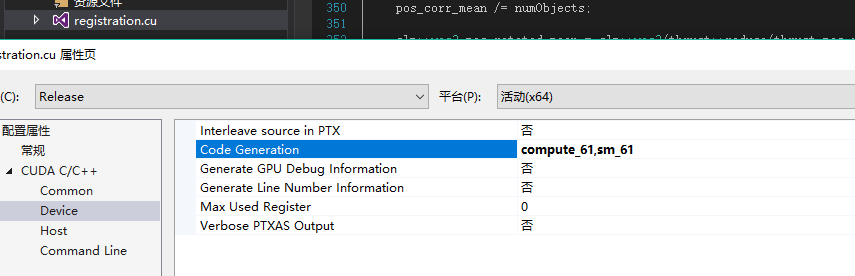 资源文件
registration.cu
350 pos_corr_mean /= numObjects;
351
stration.cu 属性页
(C): Release 平台(P): 活动(x64)
配置属性
常规
CUDA C/C++
Common
Device
Host
Command Line
Interleave source in PTX 否
Code Generation compute_61,sm_61
Generate GPU Debug Information 否
Generate Line Number Information 否
Max Used Register 0
Verbose PTXAS Output 否